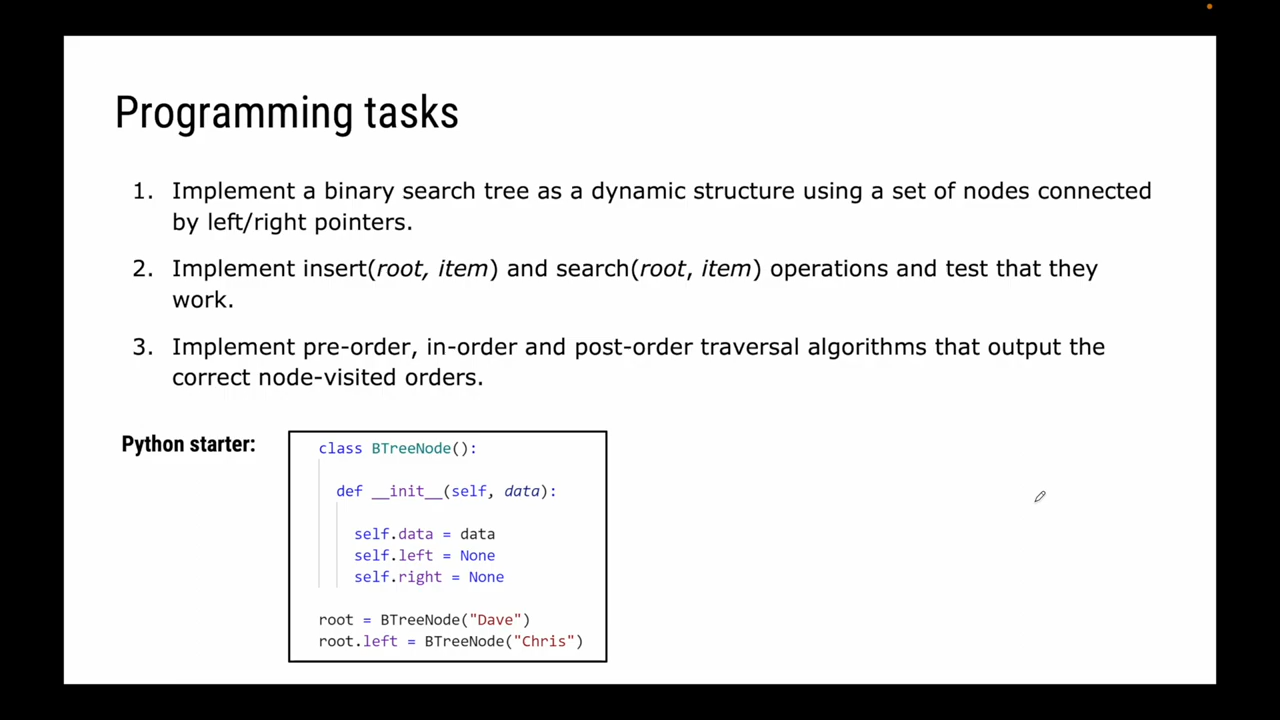 Programming tasks
1. Implement a binary search tree as a dynamic structure using a set of nodes connected
by left/right pointers.
2. Implement insert(root, item) and search(root, item) operations and test that they
work.
3. Implement pre-order, in-order and post-order traversal algorithms that output the
correct node-visited orders.
Python starter:
class BTreeNode():
def __init__(self, data):
self.data = data
self.left = None
self.right = None
root = BTreeNode("Dave")
root.left = BTreeNode("Chris")